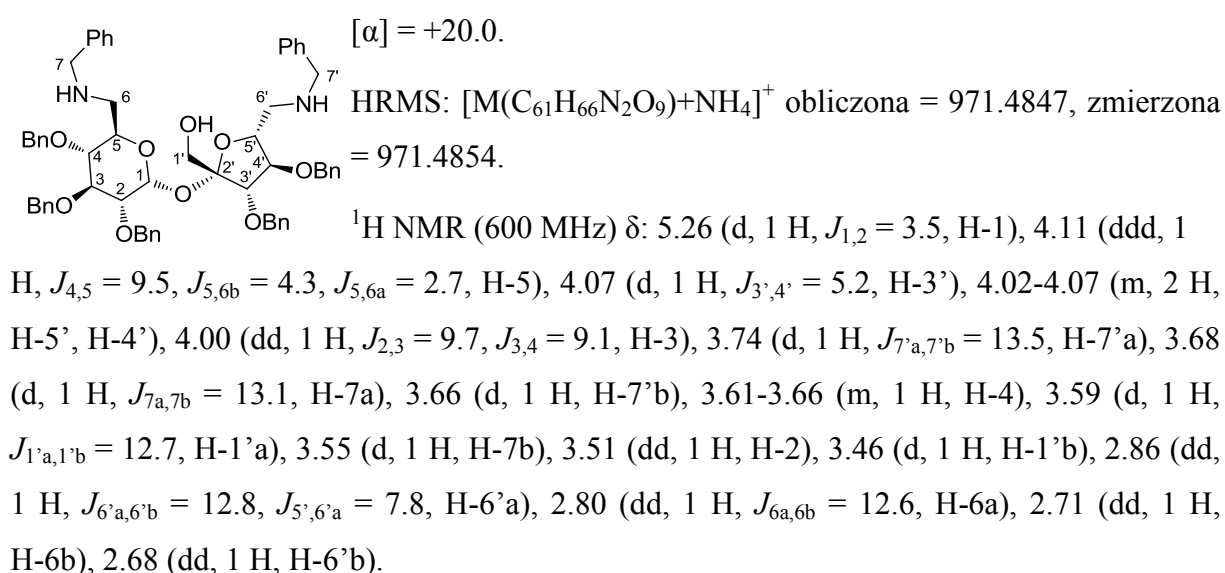 Ph
7
HN
6
5
BnO
4
O
3
2
1
BnO
OBn
O
OH
1'
O
2'
3'
4'
5'
6'
NH
7'
Ph
OBn
OBn
[α] = +20.0.
HRMS: [M(C₆₁H₆₆N₂O₉)+NH₄]⁺ obliczona = 971.4847, zmierzona
= 971.4854.
¹H NMR (600 MHz) δ: 5.26 (d, 1 H, J₁,₂ = 3.5, H-1), 4.11 (ddd, 1
H, J₄,₅ = 9.5, J₅,₆b = 4.3, J₅,₆a = 2.7, H-5), 4.07 (d, 1 H, J₃’,₄’ = 5.2, H-3’), 4.02-4.07 (m, 2 H,
H-5’, H-4’), 4.00 (dd, 1 H, J₂,₃ = 9.7, J₃,₄ = 9.1, H-3), 3.74 (d, 1 H, J₇’a,₇’b = 13.5, H-7’a), 3.68
(d, 1 H, J₇a,₇b = 13.1, H-7a), 3.66 (d, 1 H, H-7’b), 3.61-3.66 (m, 1 H, H-4), 3.59 (d, 1 H,
J₁’a,₁’b = 12.7, H-1’a), 3.55 (d, 1 H, H-7b), 3.51 (dd, 1 H, H-2), 3.46 (d, 1 H, H-1’b), 2.86 (dd,
1 H, J₆’a,₆’b = 12.8, J₅’,₆’a = 7.8, H-6’a), 2.80 (dd, 1 H, J₆a,₆b = 12.6, H-6a), 2.71 (dd, 1 H,
H-6b), 2.68 (dd, 1 H, H-6’b).